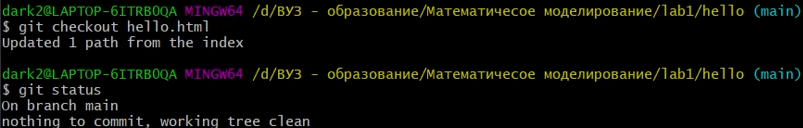 dark2@LAPTOP-6ITRB0QA MINGW64 /d/ВУЗ - образование/Математичесое моделирование/lab1/hello (main)
$ git checkout hello.html
Updated 1 path from the index
dark2@LAPTOP-6ITRB0QA MINGW64 /d/ВУЗ - образование/Математичесое моделирование/lab1/hello (main)
$ git status
On branch main
nothing to commit, working tree clean